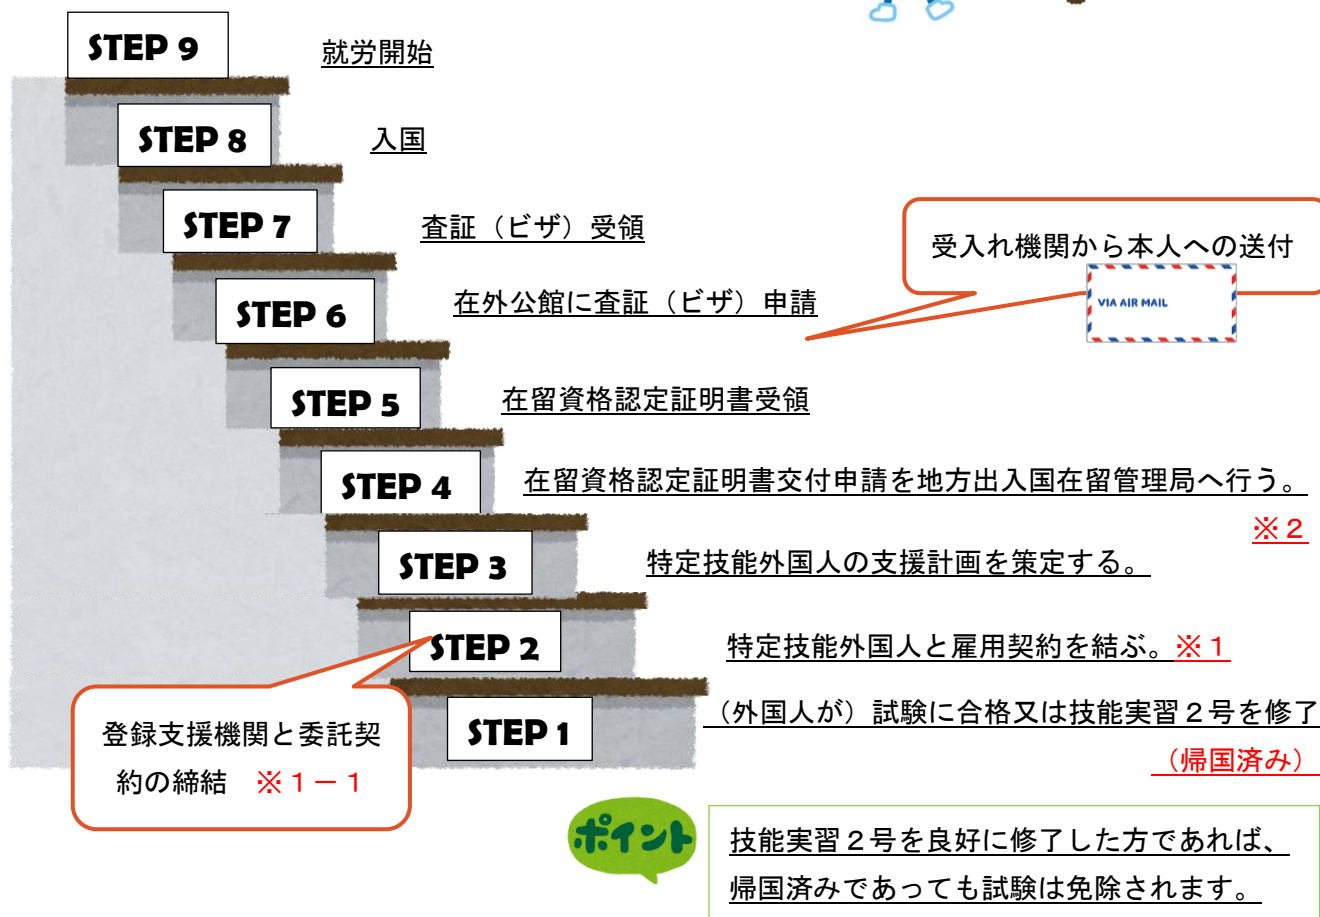 STEP 9 就労開始
STEP 8 入国
STEP 7 査証（ビザ）受領
受入れ機関から本人への送付
VIA AIR MAIL
STEP 6 在外公館に査証（ビザ）申請
STEP 5 在留資格認定証明書受領
STEP 4 在留資格認定証明書交付申請を地方出入国在留管理局へ行う。
※２
STEP 3 特定技能外国人の支援計画を策定する。
STEP 2 特定技能外国人と雇用契約を結ぶ。※１
登録支援機関と委託契
約の締結　※１－１
STEP 1 （外国人が）試験に合格又は技能実習２号を修了
（帰国済み）
ポイント
技能実習２号を良好に修了した方であれば、
帰国済みであっても試験は免除されます。